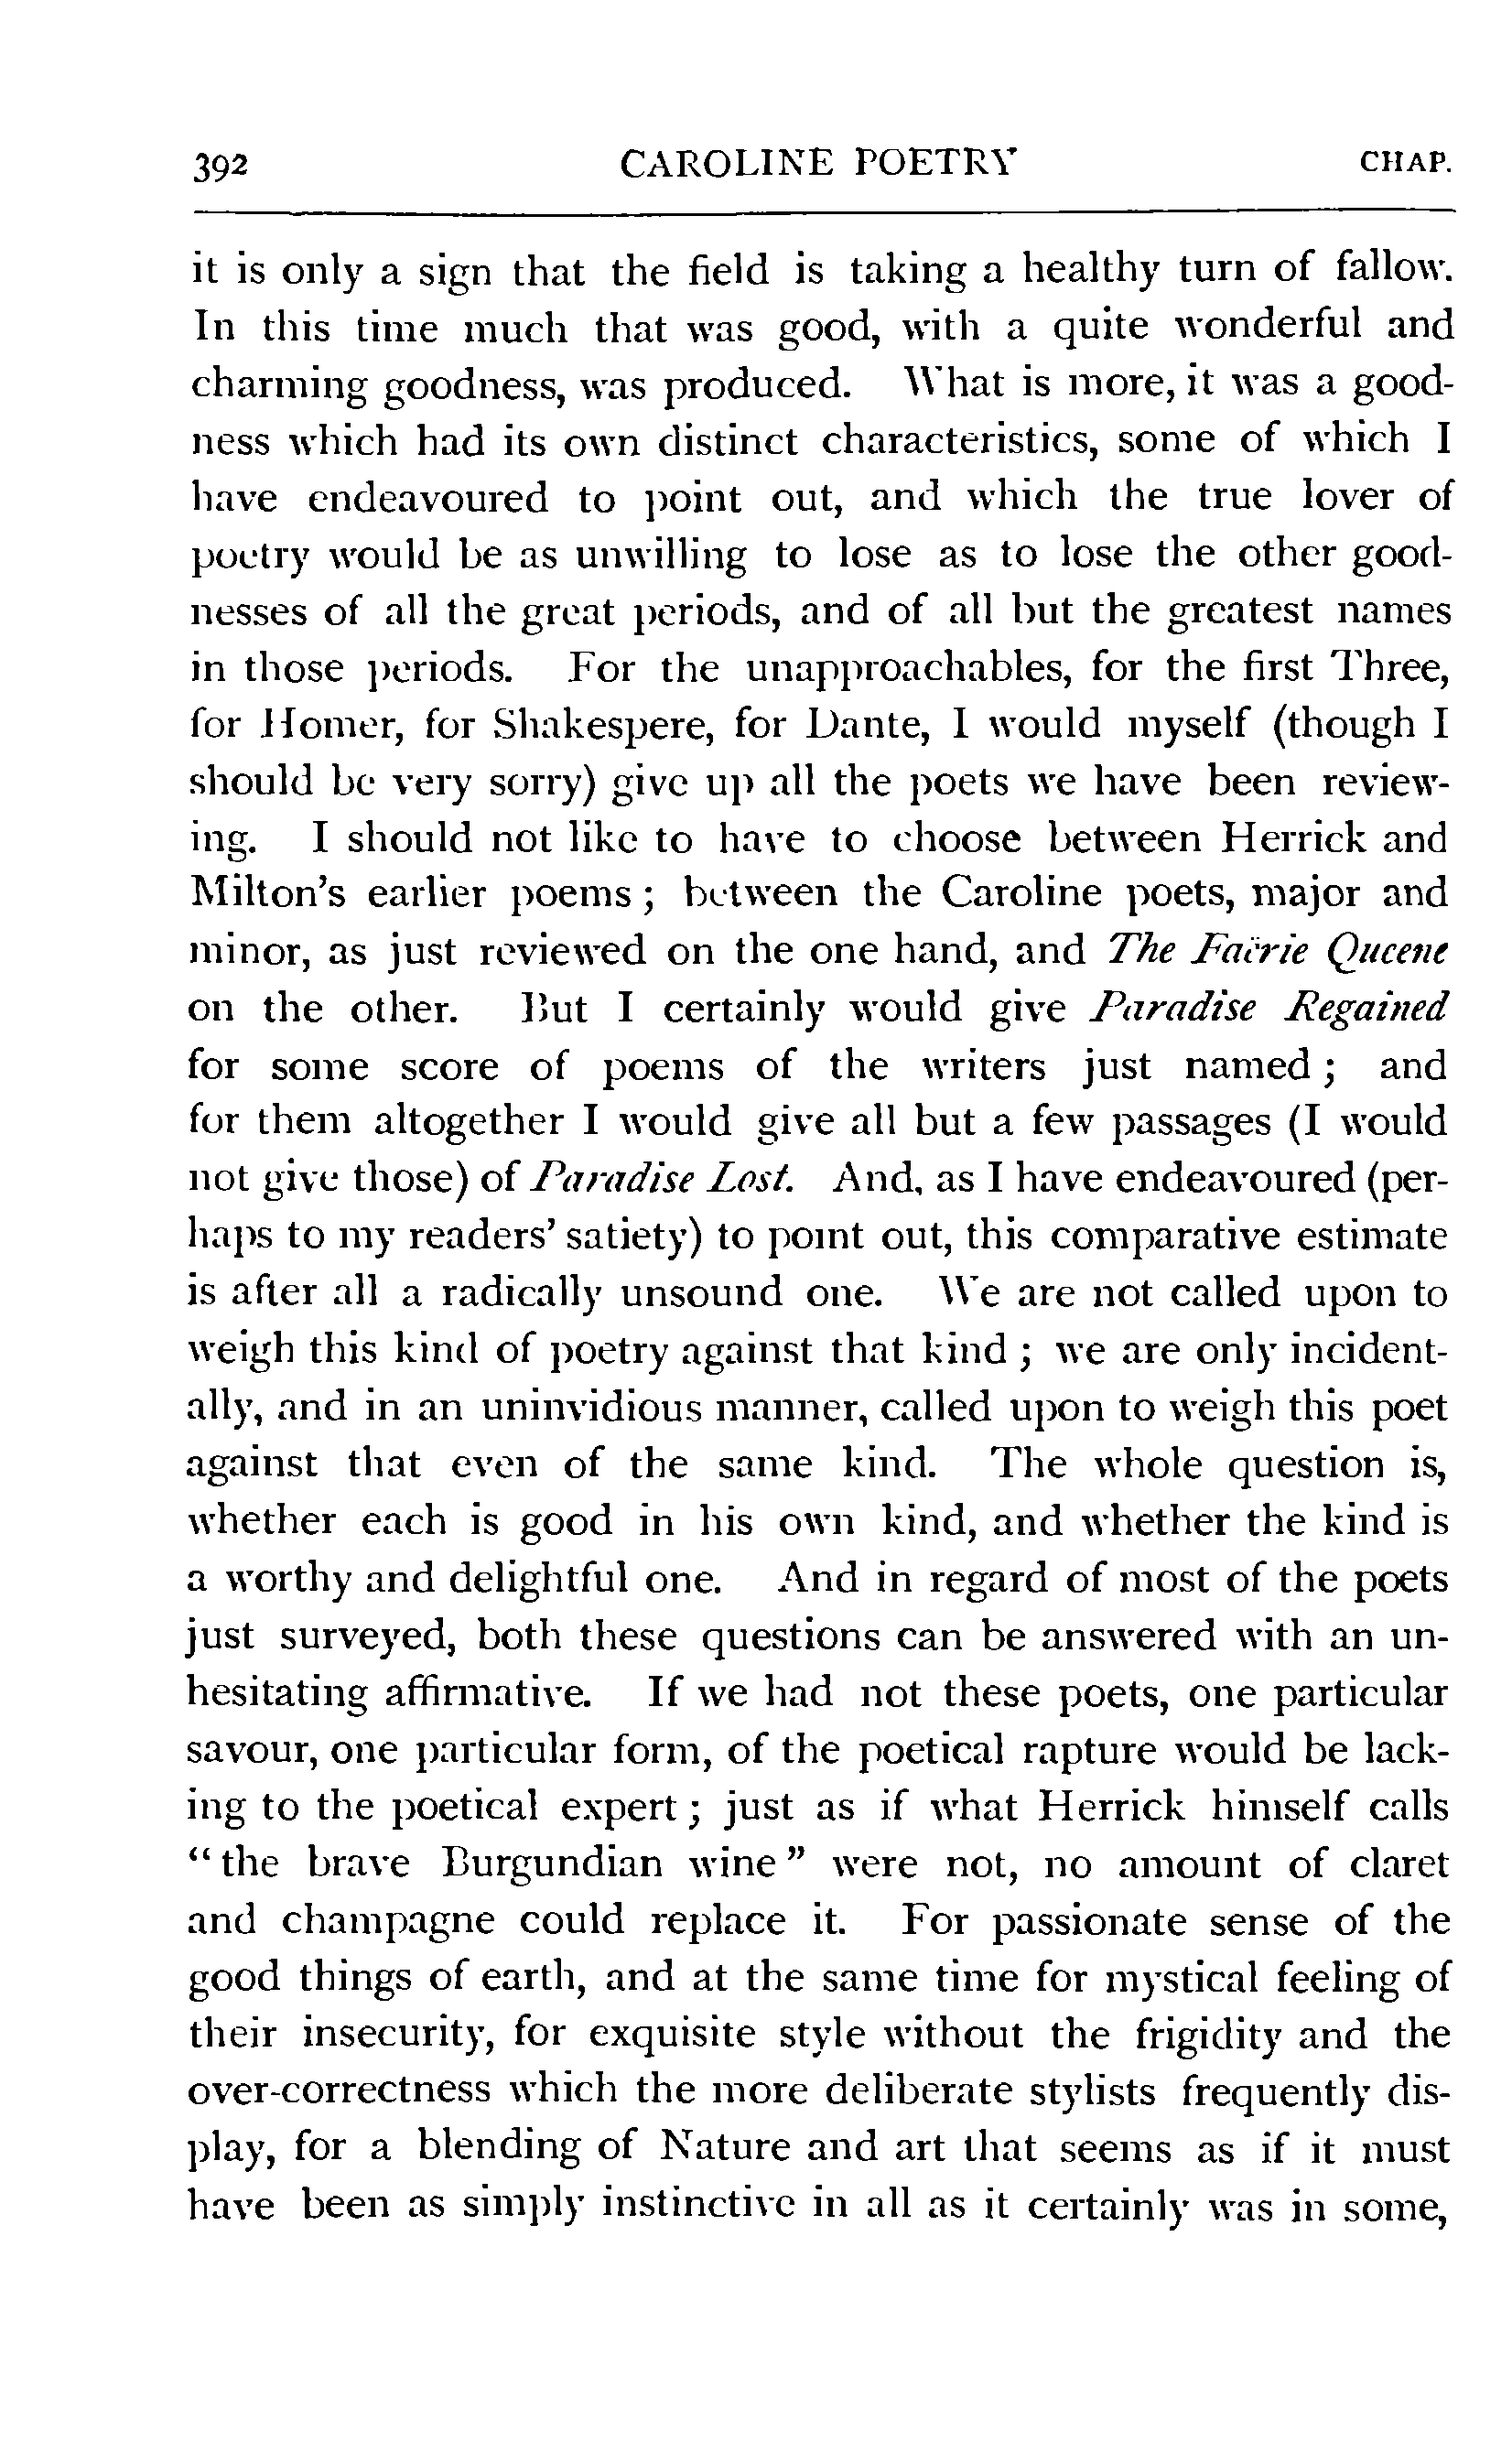 392 CAROLINE POETRY CHAP.
it is only a sign that the field is taking a healthy turn of fallow.
In this time much that was good, with a quite wonderful and
charming goodness, was produced. What is more, it was a good-
ness which had its own distinct characteristics, some of which I
have endeavoured to point out, and which the true lover of
poetry would be as unwilling to lose as to lose the other good-
nesses of all the great periods, and of all but the greatest names
in those periods. For the unapproachables, for the first Three,
for Homer, for Shakespere, for Dante, I would myself (though I
should be very sorry) give up all the poets we have been review-
ing. I should not like to have to choose between Herrick and
Milton's earlier poems; between the Caroline poets, major and
minor, as just reviewed on the one hand, and The Faërie Queene
on the other. But I certainly would give Paradise Regained
for some score of poems of the writers just named; and
for them altogether I would give all but a few passages (I would
not give those) of Paradise Lost. And, as I have endeavoured (per-
haps to my readers' satiety) to point out, this comparative estimate
is after all a radically unsound one. We are not called upon to
weigh this kind of poetry against that kind; we are only incident-
ally, and in an uninvidious manner, called upon to weigh this poet
against that even of the same kind. The whole question is,
whether each is good in his own kind, and whether the kind is
a worthy and delightful one. And in regard of most of the poets
just surveyed, both these questions can be answered with an un-
hesitating affirmative. If we had not these poets, one particular
savour, one particular form, of the poetical rapture would be lack-
ing to the poetical expert; just as if what Herrick himself calls
"the brave Burgundian wine" were not, no amount of claret
and champagne could replace it. For passionate sense of the
good things of earth, and at the same time for mystical feeling of
their insecurity, for exquisite style without the frigidity and the
over-correctness which the more deliberate stylists frequently dis-
play, for a blending of Nature and art that seems as if it must
have been as simply instinctive in all as it certainly was in some,